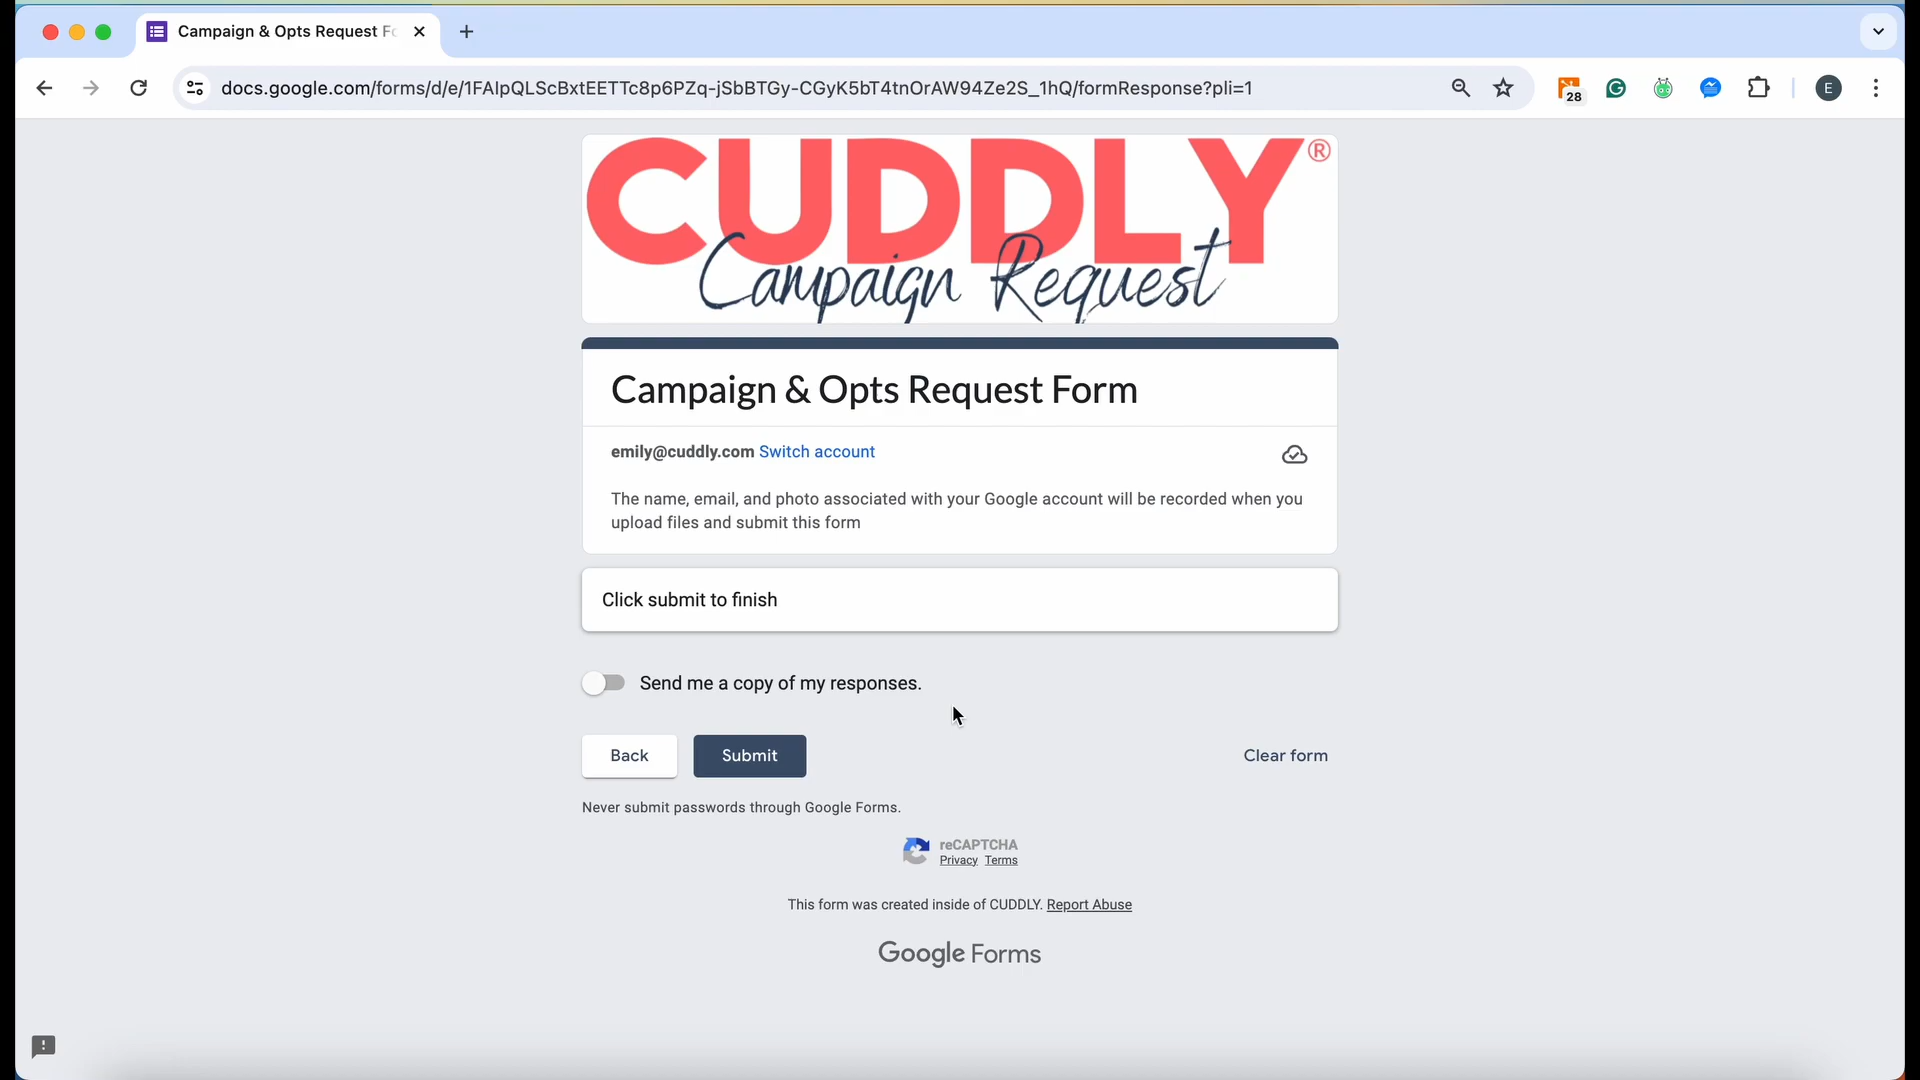 Campaign & Opts Request Fo
docs.google.com/forms/d/e/1FAIpQLScBxtEETTc8p6PZq-jSbBTGy-CGyK5bT4tnOrAW94Ze2S_1hQ/formResponse?pli=1
28
E
CUDDLY®
Campaign Request
Campaign & Opts Request Form
emily@cuddly.com Switch account
The name, email, and photo associated with your Google account will be recorded when you
upload files and submit this form
Click submit to finish
Send me a copy of my responses.
Back
Submit
Clear form
Never submit passwords through Google Forms.
reCAPTCHA
Privacy Terms
This form was created inside of CUDDLY. Report Abuse
Google Forms